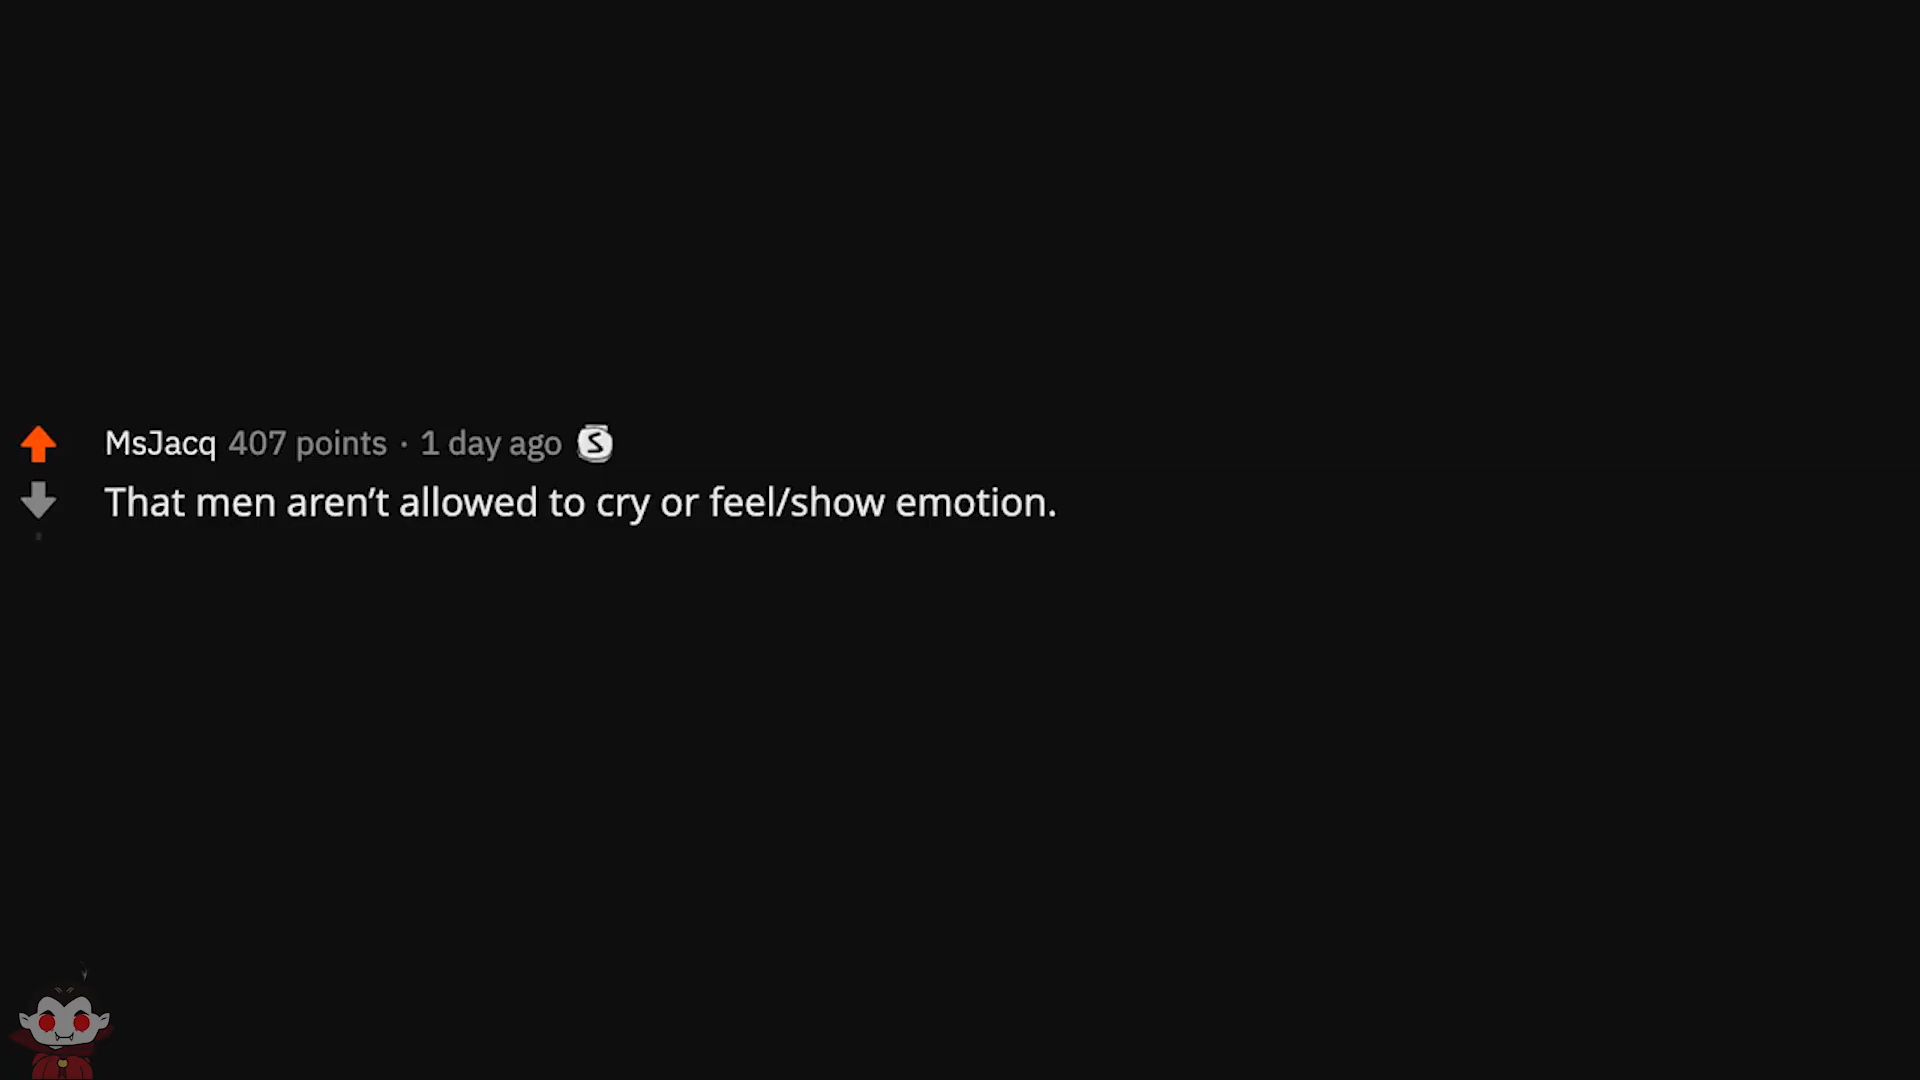 MsJacq 407 points · 1 day ago S
That men aren’t allowed to cry or feel/show emotion.